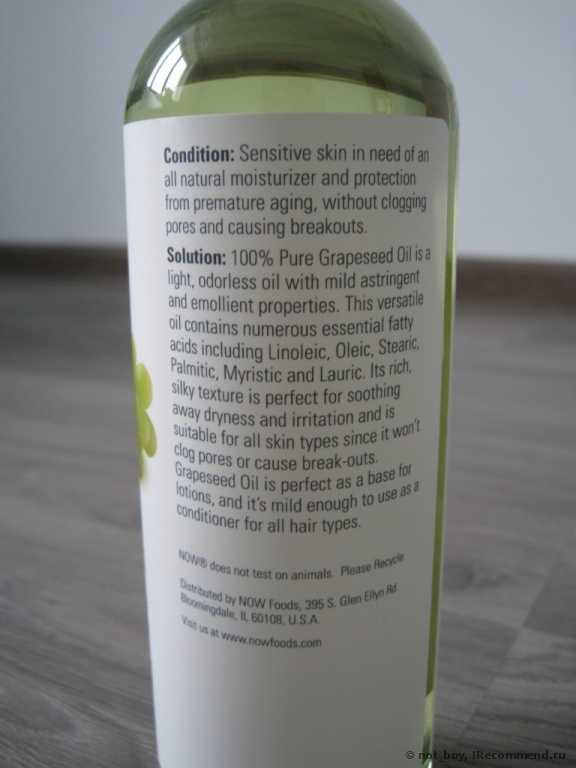 Condition: Sensitive skin in need of an
all natural moisturizer and protection
from premature aging, without clogging
pores and causing breakouts.
Solution: 100% Pure Grapeseed Oil is a
light, odorless oil with mild astringent
and emollient properties. This versatile
oil contains numerous essential fatty
acids including Linoleic, Oleic, Stearic,
Palmitic, Myristic and Lauric. Its rich,
silky texture is perfect for soothing
away dryness and irritation and is
suitable for all skin types since it won't
clog pores or cause break-outs.
Grapeseed Oil is perfect as a base for
lotions, and it's mild enough to use as a
conditioner for all hair types.
NOW® does not test on animals. Please Recycle
Distributed by NOW Foods, 395 S. Glen Ellyn Rd
Bloomingdale, IL 60108, U.S.A.
Visit us at www.nowfoods.com
© not_boy, IRecommend.ru